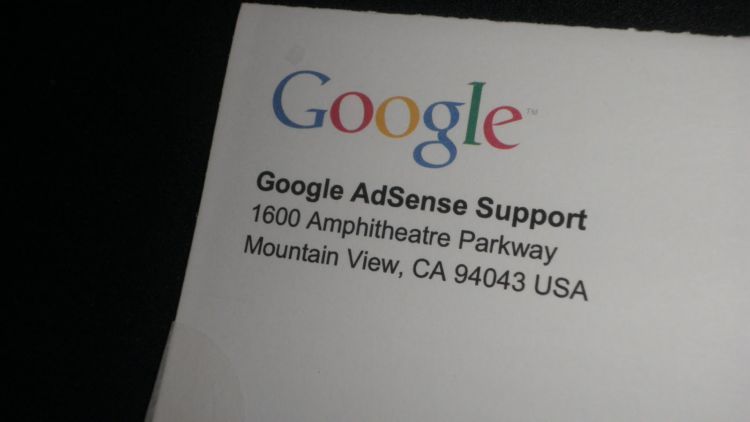 Google™
Google AdSense Support
1600 Amphitheatre Parkway
Mountain View, CA 94043 USA